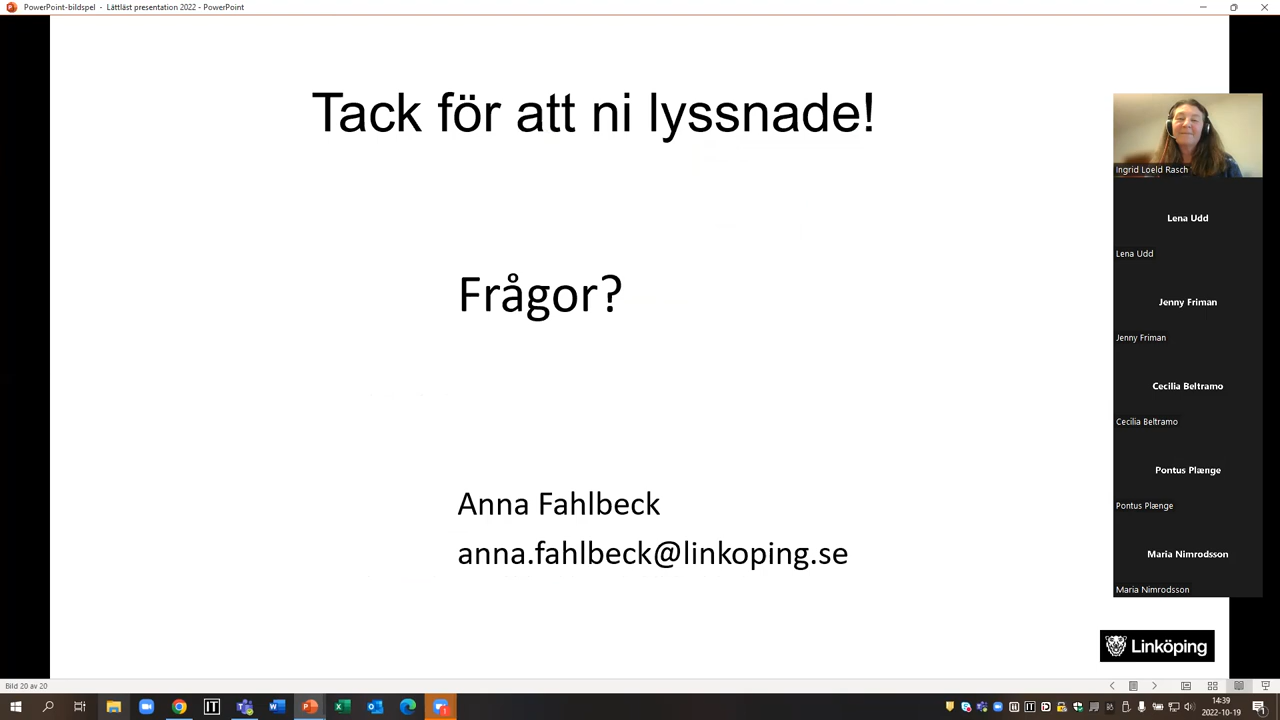 PowerPoint-bildspel - Lättläst presentation 2022 - PowerPoint
Tack för att ni lyssnade!
Frågor?
Anna Fahlbeck
anna.fahlbeck@linkoping.se
Ingrid Loeld Rasch
Lena Udd
Lena Udd
Jenny Friman
Jenny Friman
Cecilia Beltramo
Cecilia Beltramo
Pontus Plænge
Pontus Plænge
Maria Nimrodsson
Maria Nimrodsson
Linköping
Bild 20 av 20
14:39
2022-10-19